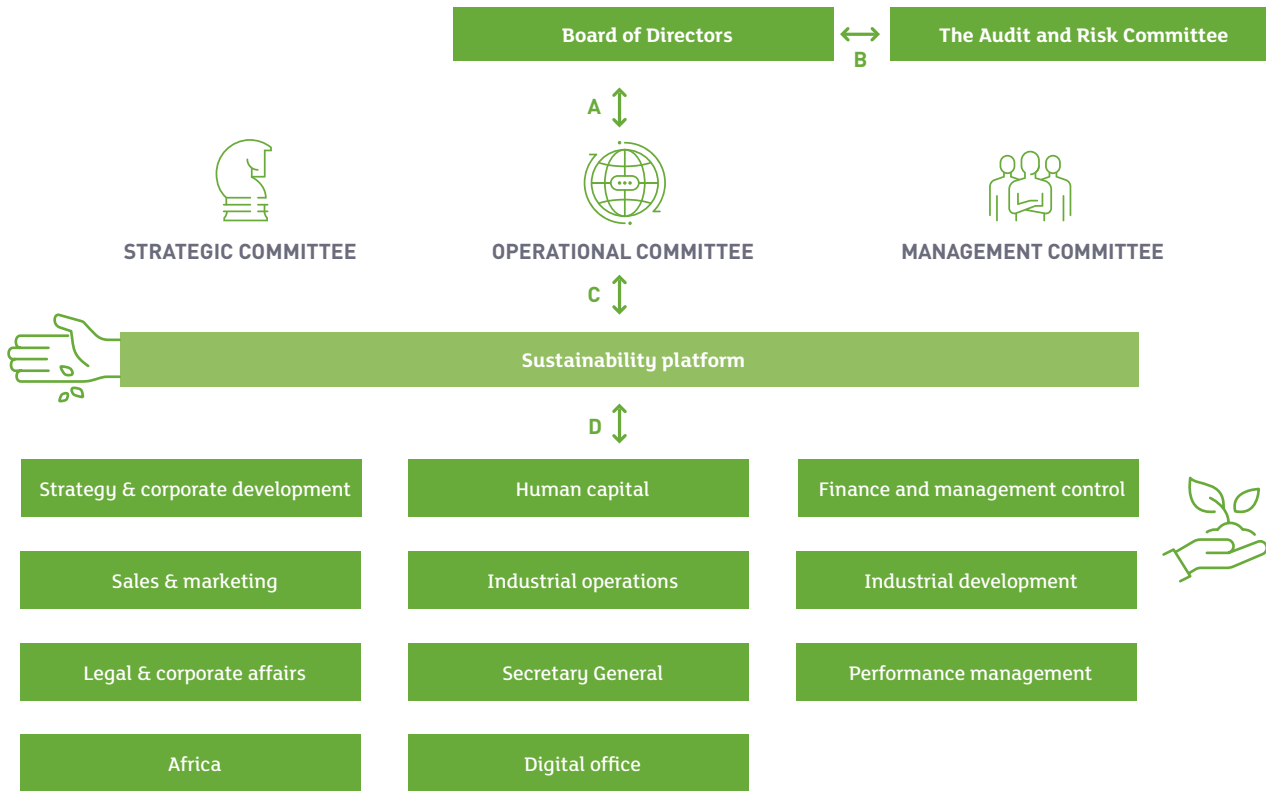 Board of Directors
The Audit and Risk Committee
B
A
STRATEGIC COMMITTEE
OPERATIONAL COMMITTEE
MANAGEMENT COMMITTEE
C
Sustainability platform
D
Strategy & corporate development
Human capital
Finance and management control
Sales & marketing
Industrial operations
Industrial development
Legal & corporate affairs
Secretary General
Performance management
Africa
Digital office